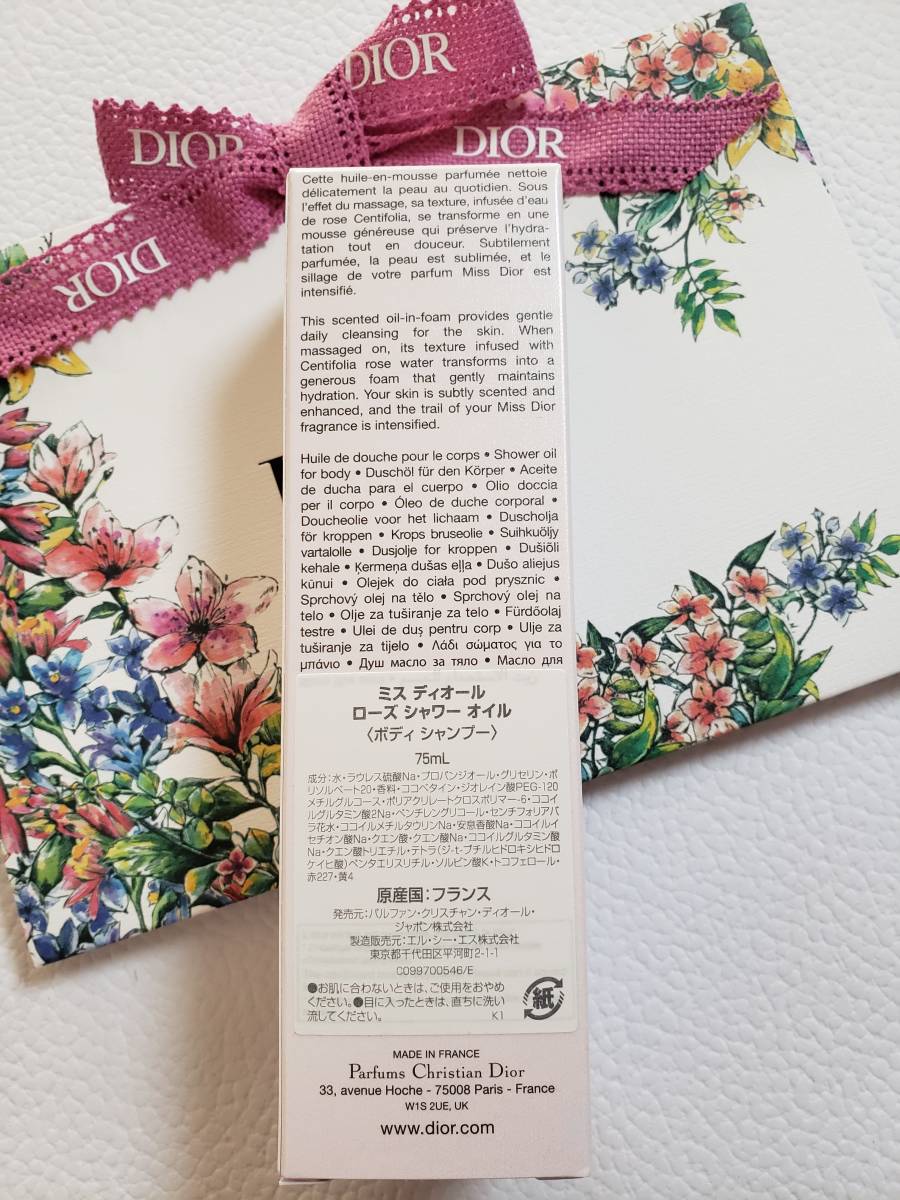 DIOR
DIOR
DIOR
DIOR
Cette huile-en-mousse parfumée nettoie
délicatement la peau au quotidien. Sous
l'effet du massage, sa texture, infusée d'eau
de rose Centifolia, se transforme en une
mousse généreuse qui préserve l'hydra-
tation tout en douceur. Subtilement
parfumée, la peau est sublimée, et le
sillage de votre parfum Miss Dior est
intensifié.
This scented oil-in-foam provides gentle
daily cleansing for the skin. When
massaged on, its texture infused with
Centifolia rose water transforms into a
generous foam that gently maintains
hydration. Your skin is subtly scented and
enhanced, and the trail of your Miss Dior
fragrance is intensified.
Huile de douche pour le corps • Shower oil
for body • Duschöl für den Körper • Aceite
de ducha para el cuerpo • Olio doccia
per il corpo • Óleo de duche corporal •
Doucheolie voor het lichaam • Duscholja
för kroppen • Krops bruseolie • Suihkuöljy
vartalolle • Dusjolje for kroppen • Dušiõli
kehale • Ķermeņa dušas eļļa • Dušo aliejus
kūnui • Olejek do ciała pod prysznic •
Sprchový olej na tělo • Sprchový olej na
telo • Olje za tuširanje za telo • Fürdőolaj
testre • Ulei de duş pentru corp • Ulje za
tuširanje za tijelo • Λάδι σώματος για το
μπάνιο • Душ масло за тяло • Масло для
ミス ディオール
ローズ シャワー オイル
〈ボディ シャンプー〉
75mL
成分:水・ラウレス硫酸Na・プロパンジオール・グリセリン・ポ
リソルベート20・香料・ココベタイン・ジオレイン酸PEG-120
メチルグルコース・ポリアクリレートクロスポリマー-6・ココイ
ルグルタミン酸2Na・ペンチレングリコール・センチフォリアバ
ラ花水・ココイルメチルタウリンNa・安息香酸Na・ココイルイ
セチオン酸Na・クエン酸・クエン酸Na・ココイルグルタミン酸
Na・クエン酸トリエチル・テトラ(ジ-t-ブチルヒドロキシヒドロ
ケイヒ酸)ペンタエリスリチル・ソルビン酸K・トコフェロール・
赤227・黄4
原産国:フランス
発売元:パルファン・クリスチャン・ディオール・
ジャポン株式会社
製造販売元:エル・シー・エス株式会社
東京都千代田区平河町2-1-1
C099700546/E
●お肌に合わないときは、ご使用をおやめ
ください。●目に入ったときは、直ちに洗い
流してください。 K1
紙
MADE IN FRANCE
Parfums Christian Dior
33, avenue Hoche - 75008 Paris - France
W1S 2UE, UK
www.dior.com